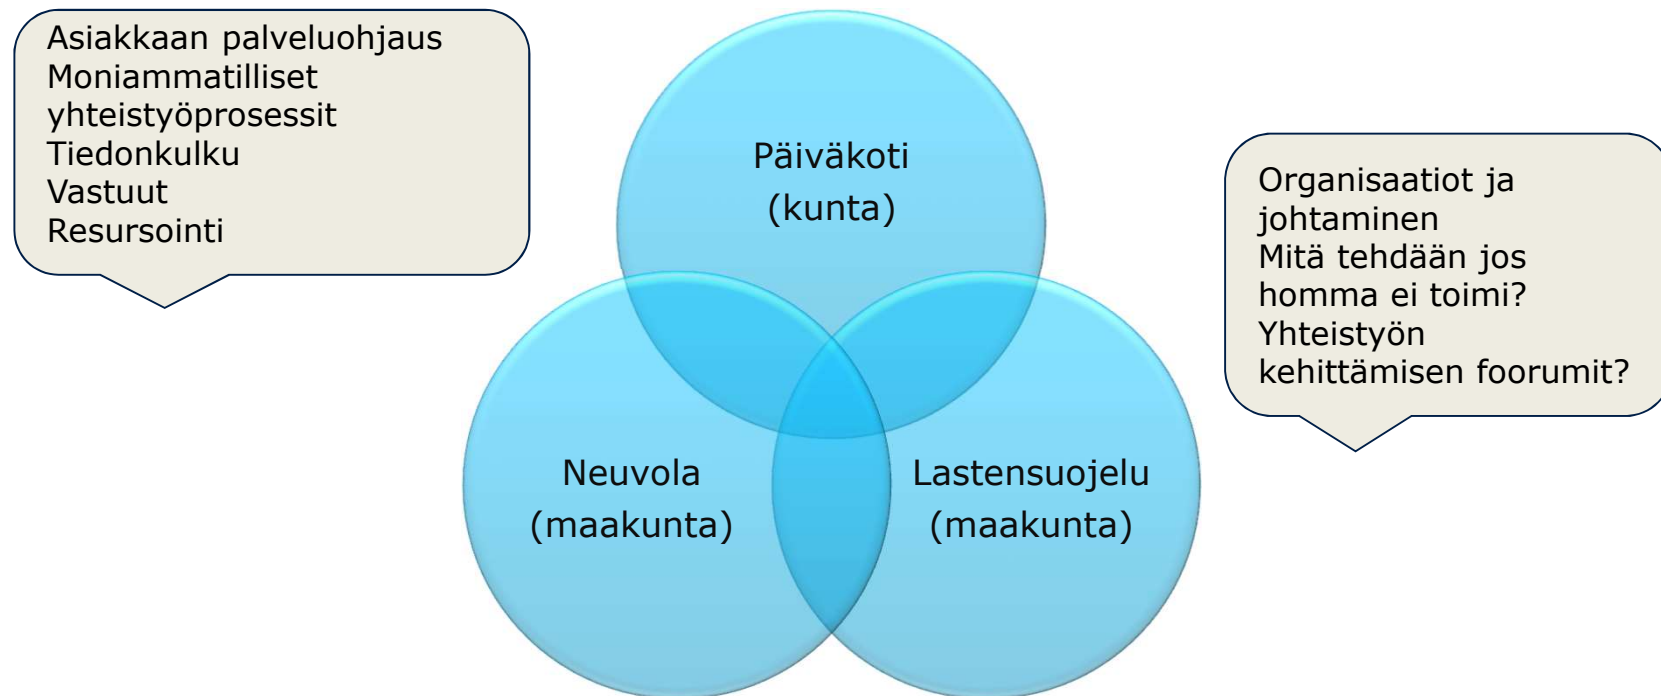 Asiakkaan palveluohjaus
Moniammatilliset
yhteistyöprosessit
Tiedonkulku
Vastuut
Resursointi
Päiväkoti
(kunta)
Organisaatiot ja
johtaminen
Mitä tehdään jos
homma ei toimi?
Yhteistyön
kehittämisen foorumit?
Neuvola
(maakunta)
Lastensuojelu
(maakunta)